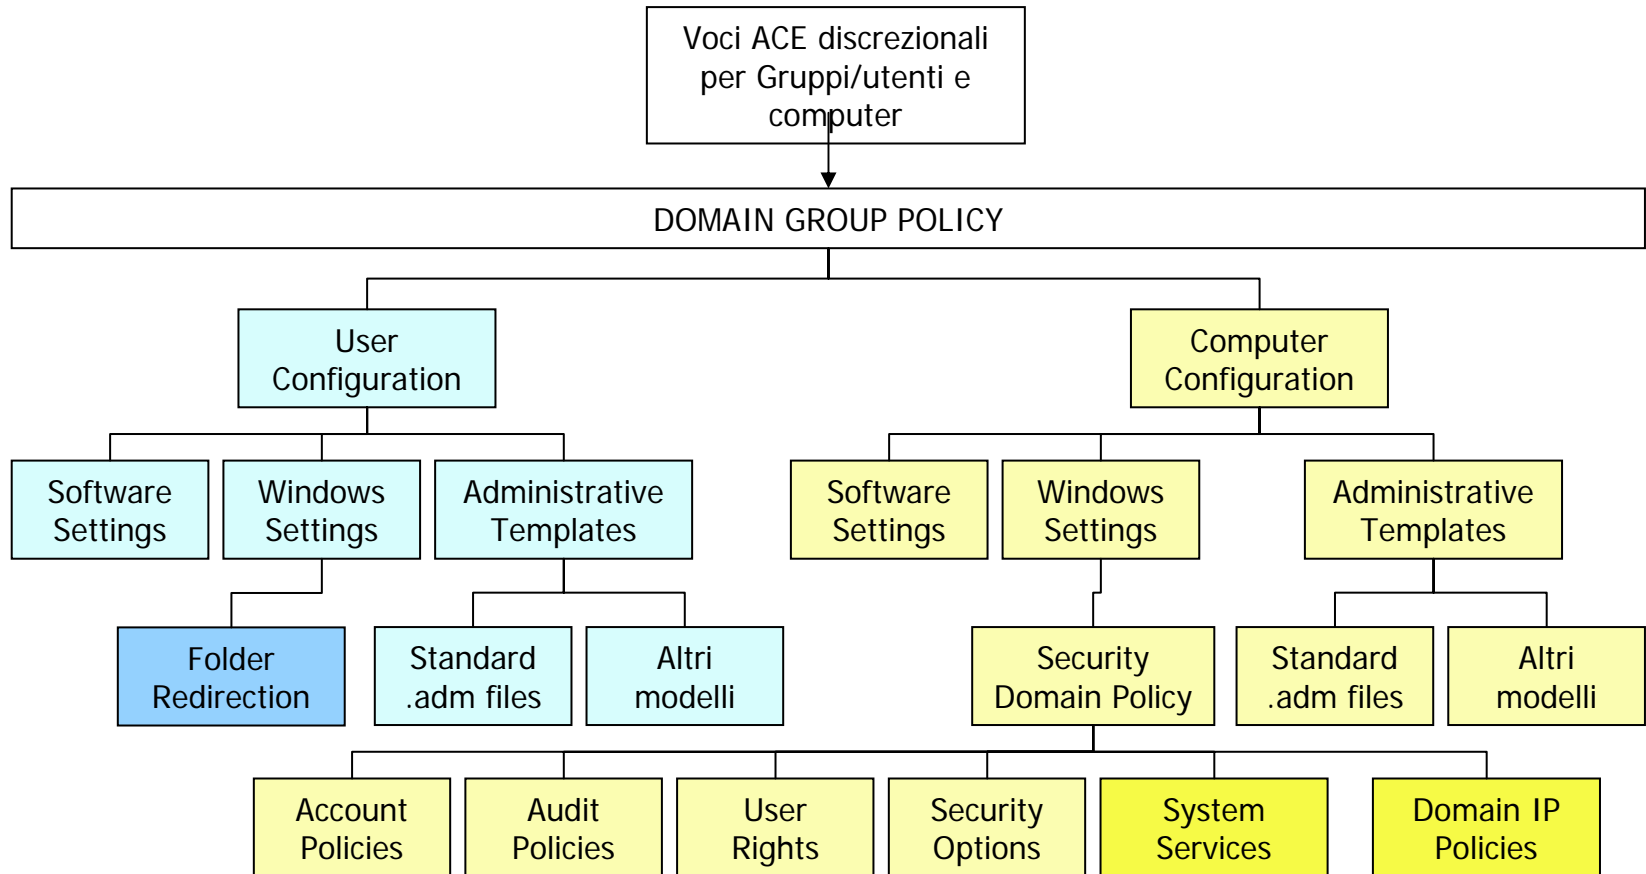 Voci ACE discrezionali
per Gruppi/utenti e
computer
DOMAIN GROUP POLICY
User
Configuration
Computer
Configuration
Software
Settings
Windows
Settings
Administrative
Templates
Software
Settings
Windows
Settings
Administrative
Templates
Folder
Redirection
Standard
.adm files
Altri
modelli
Security
Domain Policy
Standard
.adm files
Altri
modelli
Account
Policies
Audit
Policies
User
Rights
Security
Options
System
Services
Domain IP
Policies